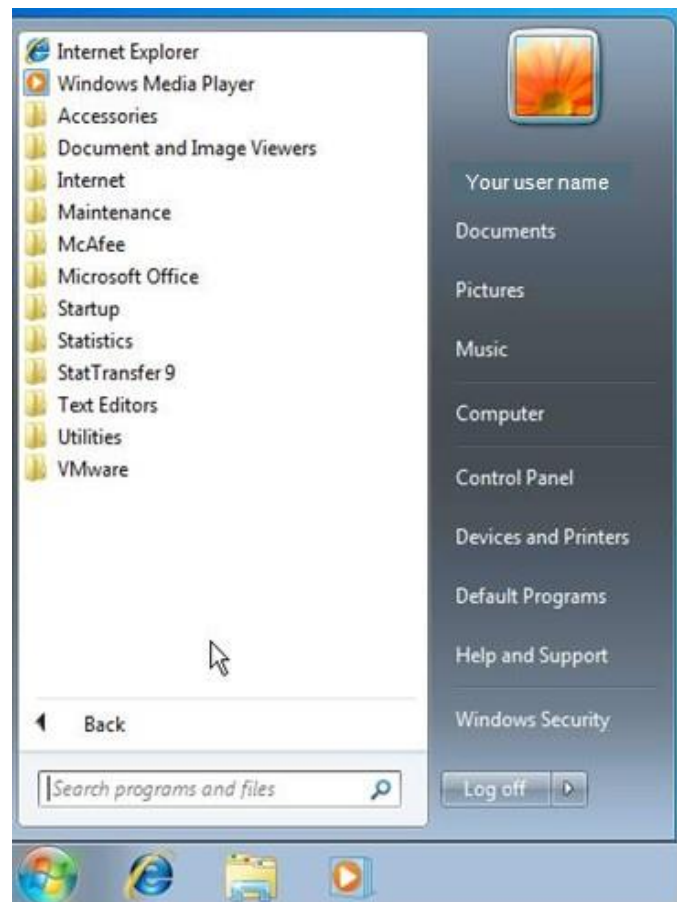 Internet Explorer
Windows Media Player
Accessories
Document and Image Viewers
Internet
Maintenance
McAfee
Microsoft Office
Startup
Statistics
StatTransfer 9
Text Editors
Utilities
VMware
Back
Search programs and files
Your user name
Documents
Pictures
Music
Computer
Control Panel
Devices and Printers
Default Programs
Help and Support
Windows Security
Log off